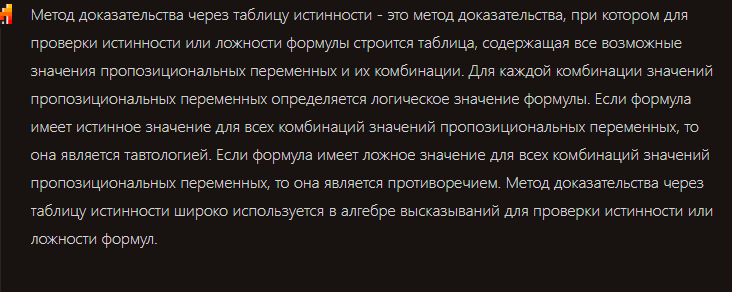 Метод доказательства через таблицу истинности - это метод доказательства, при котором для
проверки истинности или ложности формулы строится таблица, содержащая все возможные
значения пропозициональных переменных и их комбинации. Для каждой комбинации значений
пропозициональных переменных определяется логическое значение формулы. Если формула
имеет истинное значение для всех комбинаций значений пропозициональных переменных, то
она является тавтологией. Если формула имеет ложное значение для всех комбинаций значений
пропозициональных переменных, то она является противоречием. Метод доказательства через
таблицу истинности широко используется в алгебре высказываний для проверки истинности или
ложности формул.